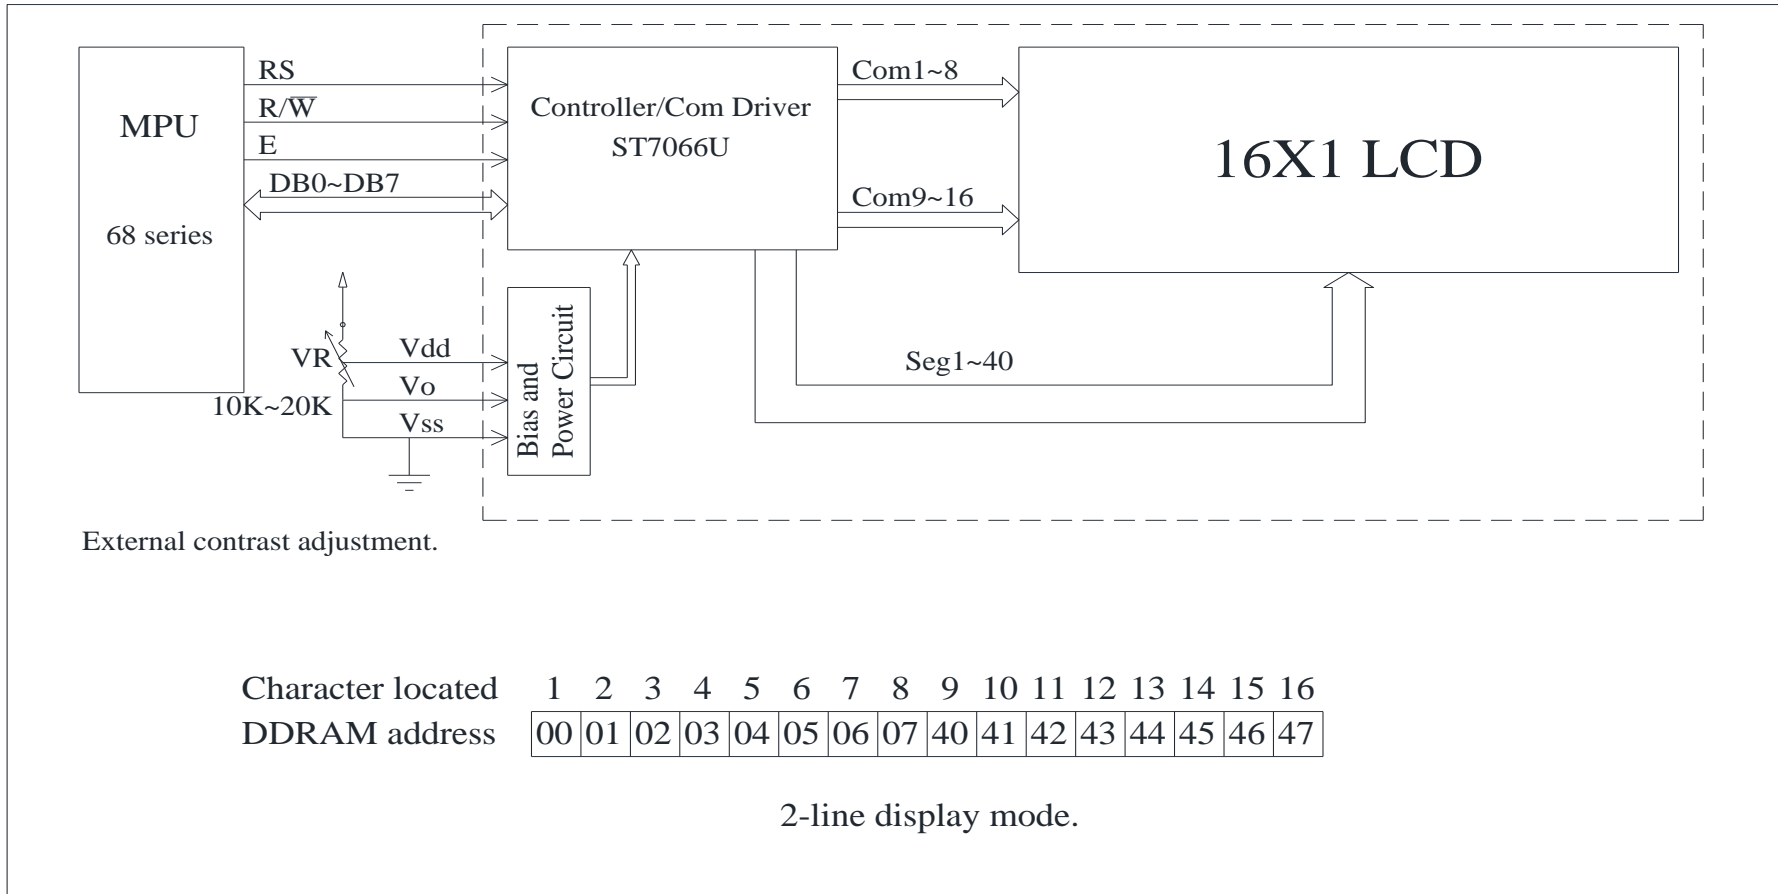 MPU
68 series
RS
R/W̅
E
DB0~DB7
Controller/Com Driver
ST7066U
Com1~8
Com9~16
16X1 LCD
VR
10K~20K
Vdd
Vo
Vss
Bias and
Power Circuit
Seg1~40
External contrast adjustment.
Character located 1 2 3 4 5 6 7 8 9 10 11 12 13 14 15 16
DDRAM address 00 01 02 03 04 05 06 07 40 41 42 43 44 45 46 47
2-line display mode.